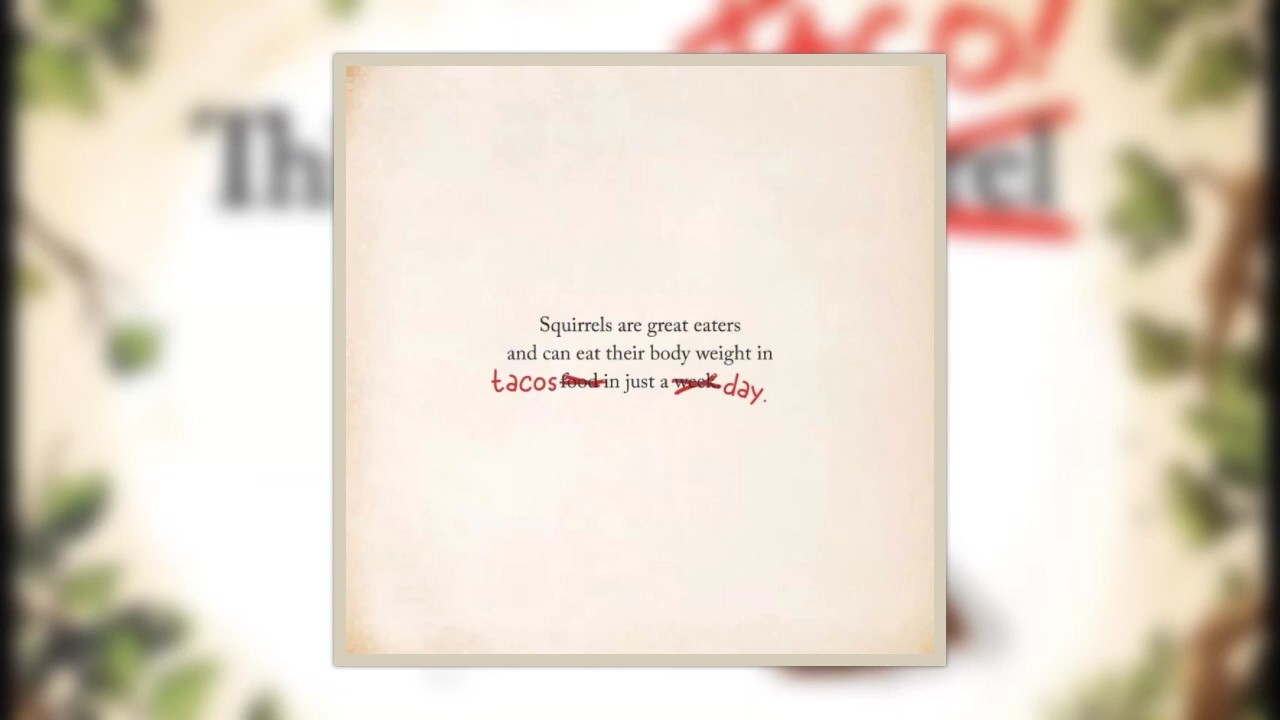 Squirrels are great eaters
and can eat their body weight in
tacos food in just a week. day.